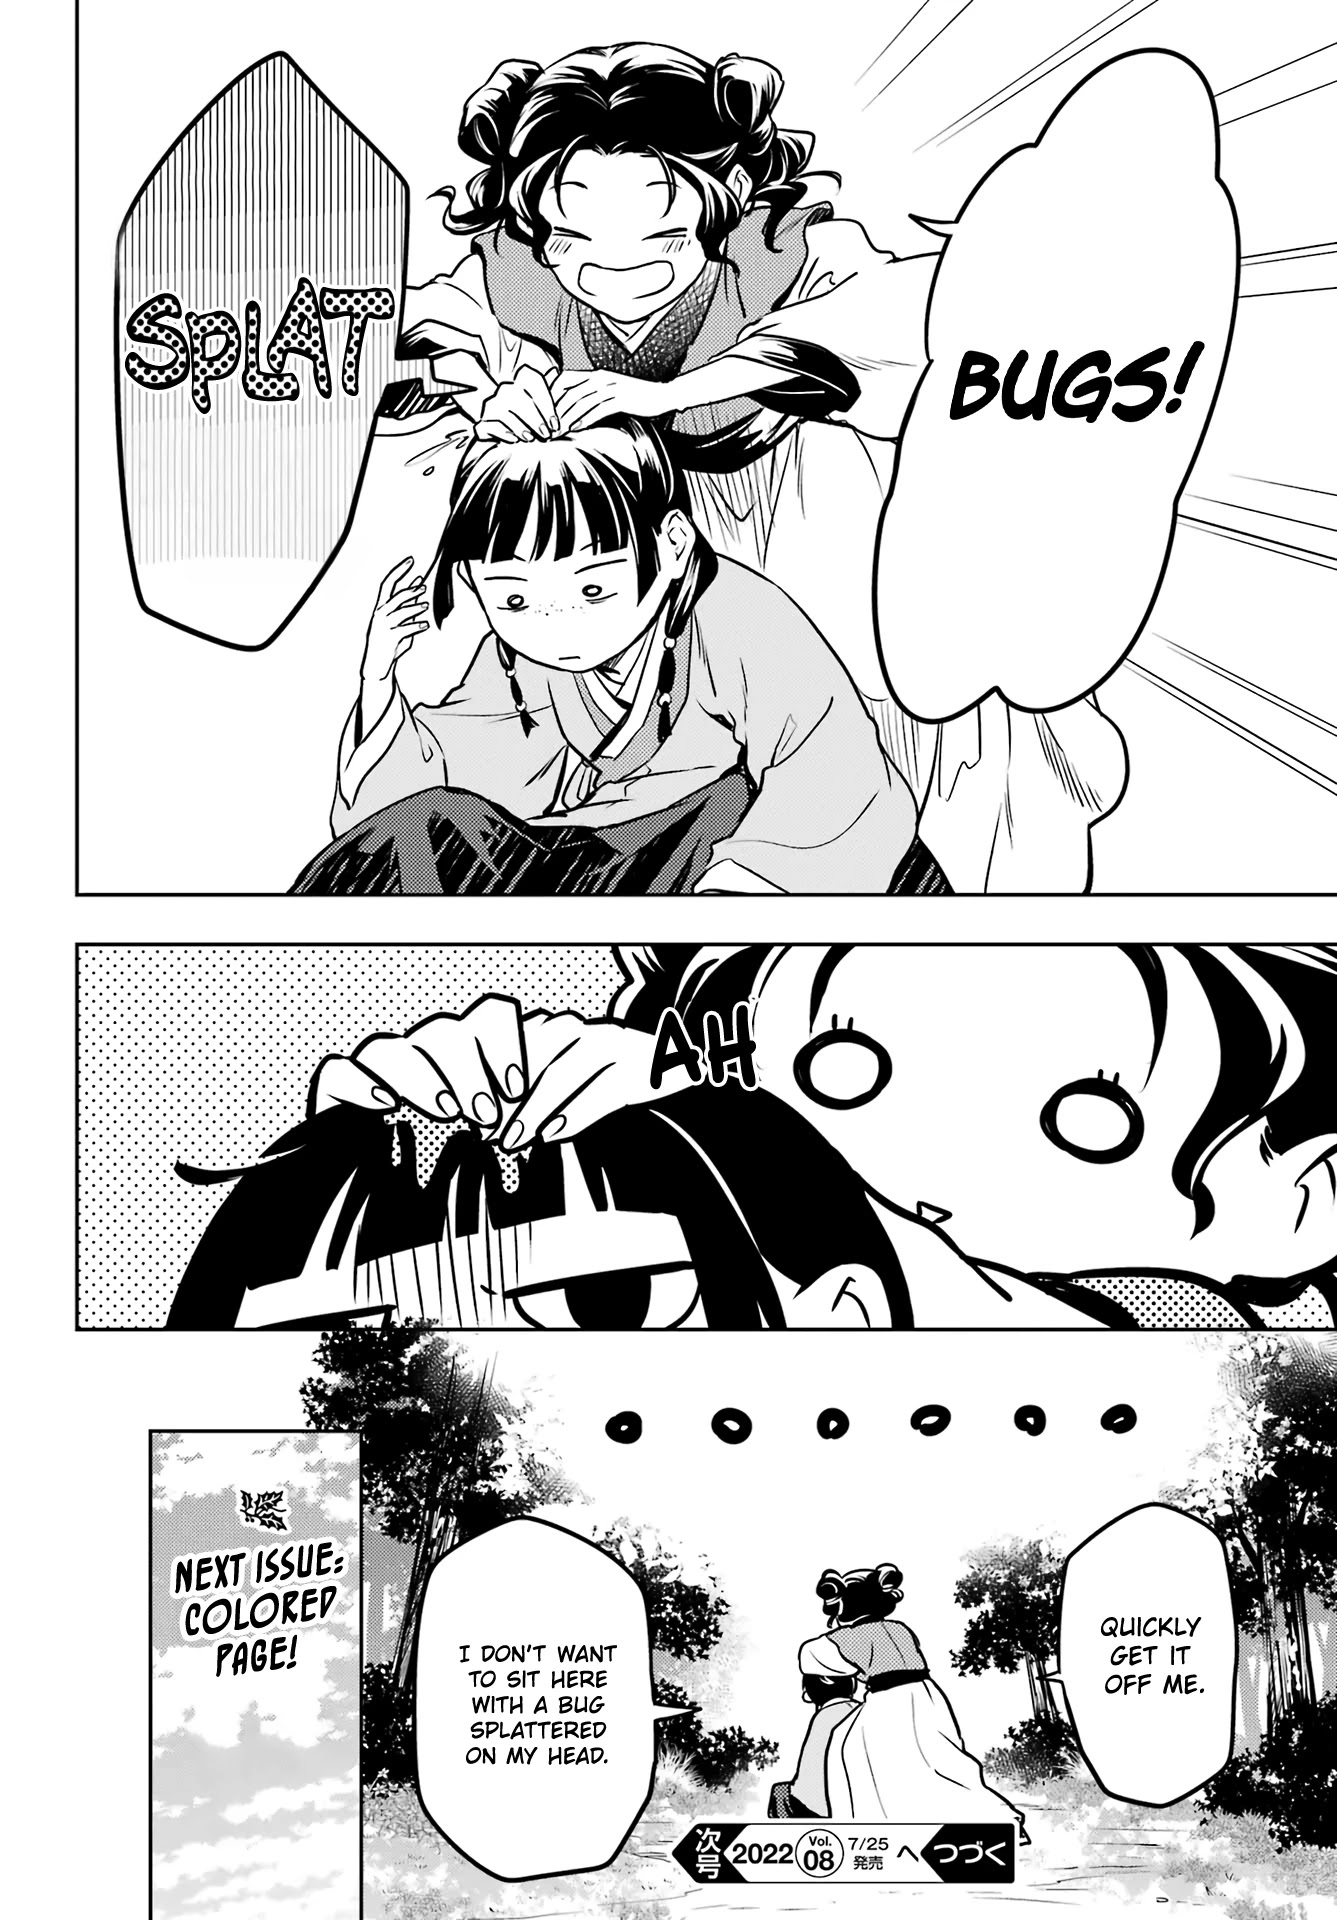 BUGS!
SPLAT
AH
QUICKLY
GET IT
OFF ME.
I DON'T WANT
TO SIT HERE
WITH A BUG
SPLATTERED
ON MY HEAD.
NEXT ISSUE:
COLORED
PAGE!
次号 2022 Vol. 08 7/25 発売 へ つづく